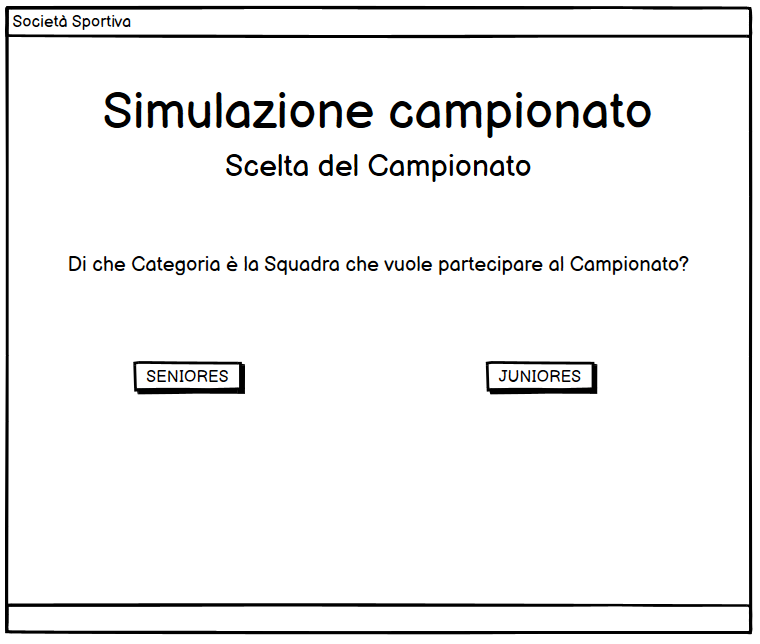 Società Sportiva
Simulazione campionato
Scelta del Campionato
Di che Categoria è la Squadra che vuole partecipare al Campionato?
SENIORES
JUNIORES